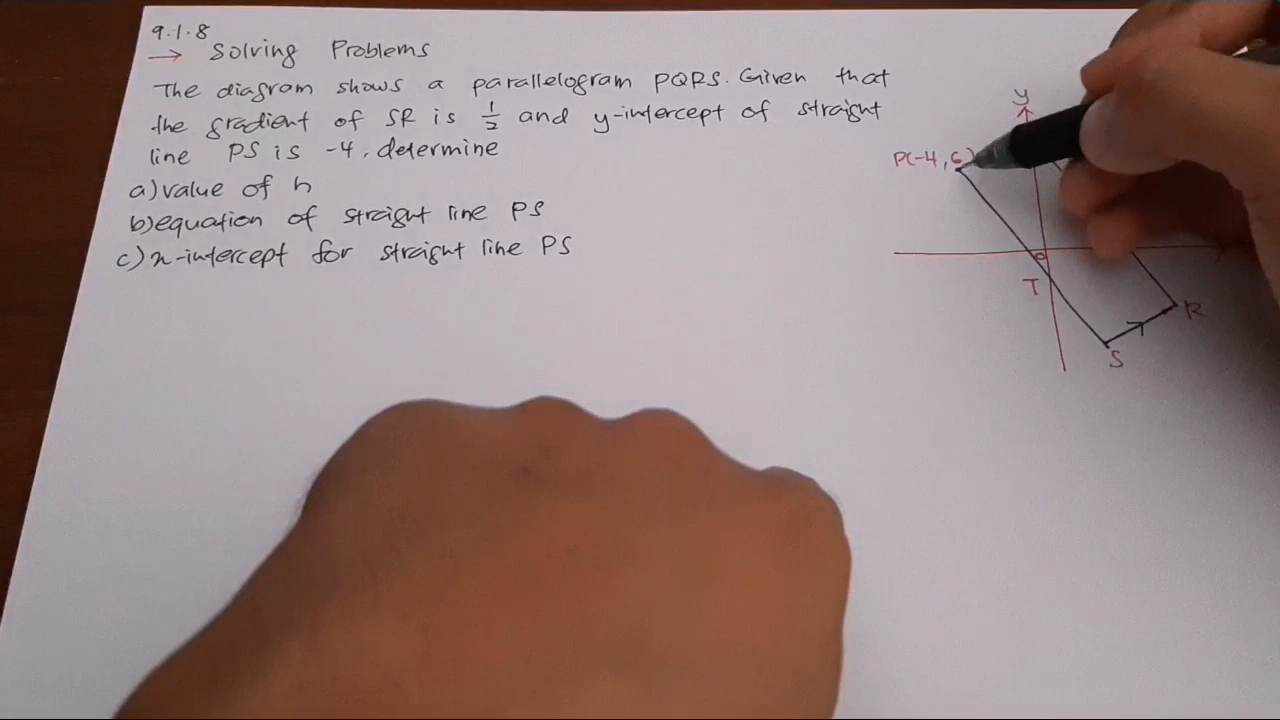 9.1.8
→ Solving Problems
The diagram shows a parallelogram PQRS. Given that
the gradient of SR is 1/2 and y-intercept of straight
line PS is -4, determine
a) value of h
b) equation of straight line PS
c) x-intercept for straight line PS
y
P(-4, 6)
O
T
R
S